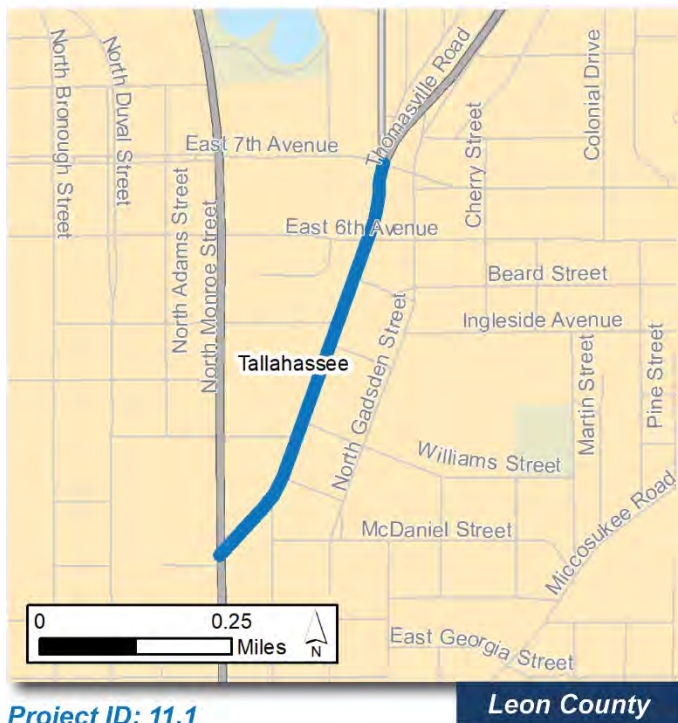 North Bronough Street
North Duval Street
North Adams Street
North Monroe Street
East 7th Avenue
Thomasville Road
Cherry Street
Colonial Drive
East 6th Avenue
Beard Street
Ingleside Avenue
Tallahassee
North Gadsden Street
Martin Street
Pine Street
Williams Street
McDaniel Street
Miccosukee Road
East Georgia Street
0 0.25
Miles
N
Project ID: 11.1
Leon County